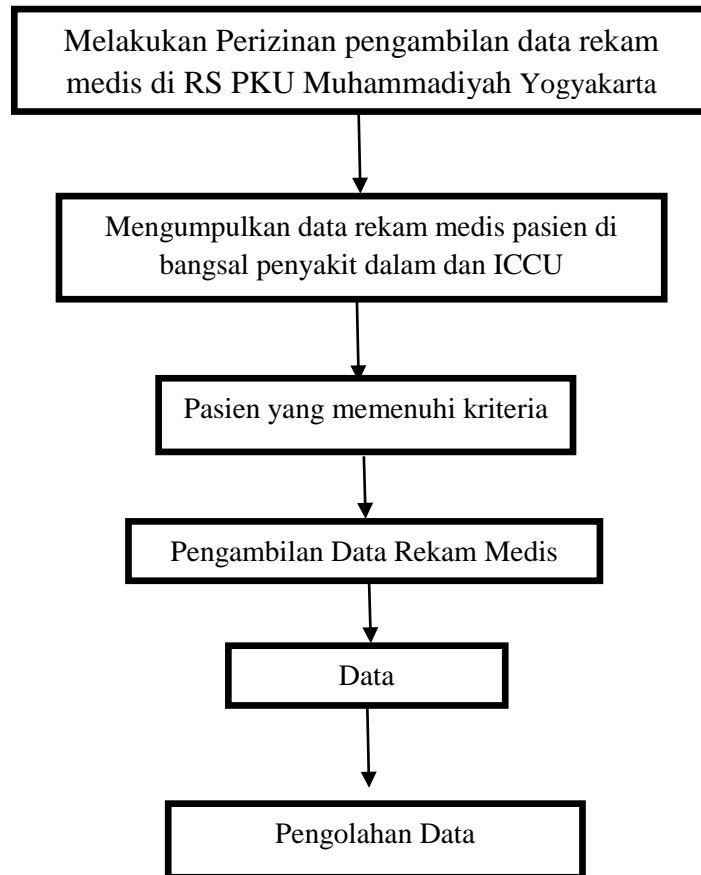 Melakukan Perizinan pengambilan data rekam
medis di RS PKU Muhammadiyah Yogyakarta
Mengumpulkan data rekam medis pasien di
bangsal penyakit dalam dan ICCU
Pasien yang memenuhi kriteria
Pengambilan Data Rekam Medis
Data
Pengolahan Data